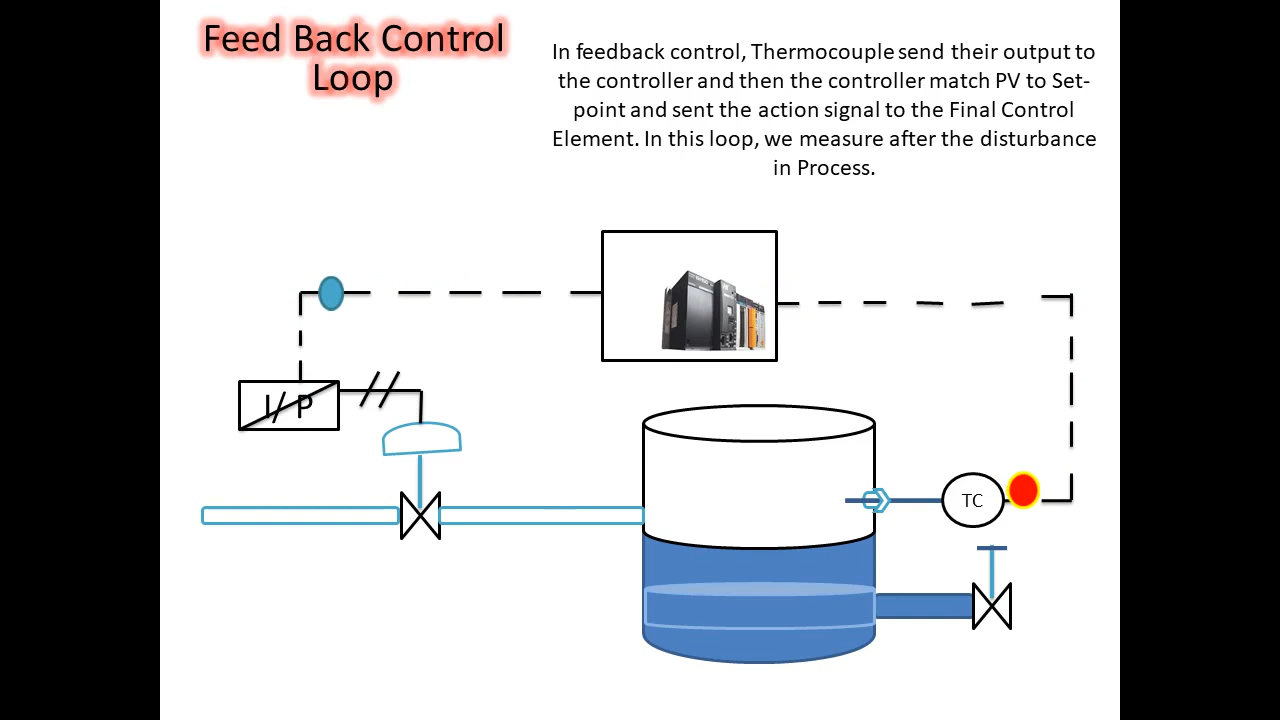 Feed Back Control
Loop
In feedback control, Thermocouple send their output to
the controller and then the controller match PV to Set-
point and sent the action signal to the Final Control
Element. In this loop, we measure after the disturbance
in Process.
I/ P
TC